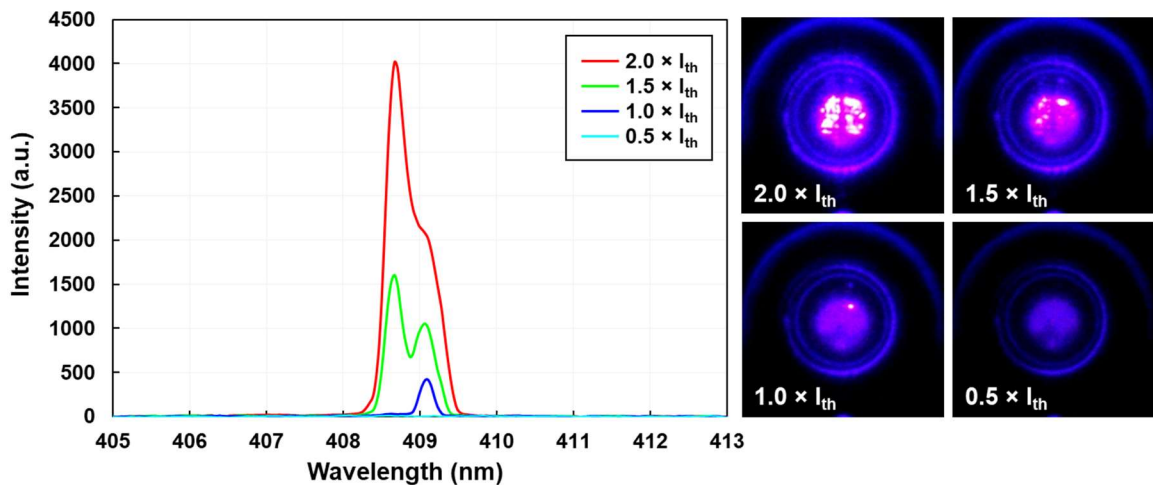 4500
4000
3500
3000
2500
2000
1500
1000
500
0
Intensity (a.u.)
405 406 407 408 409 410 411 412 413
Wavelength (nm)
2.0 × Ith
1.5 × Ith
1.0 × Ith
0.5 × Ith
2.0 × Ith
1.5 × Ith
1.0 × Ith
0.5 × Ith